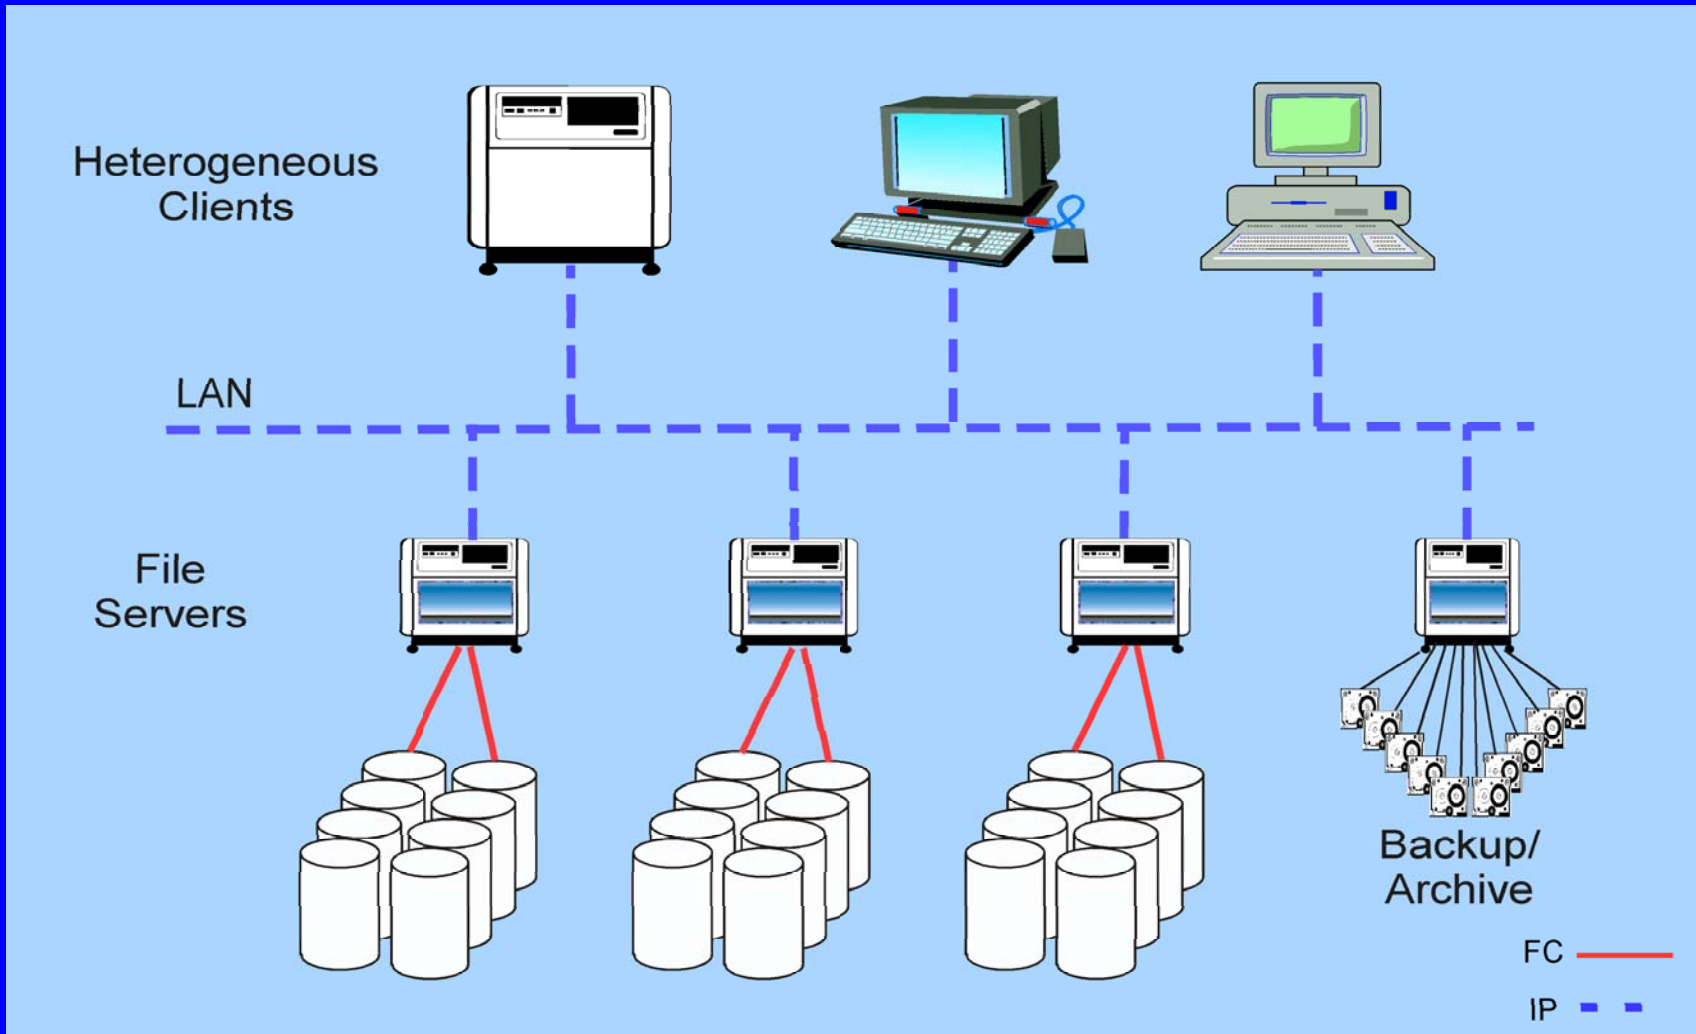 Heterogeneous
Clients
LAN
File
Servers
Backup/
Archive
FC
IP